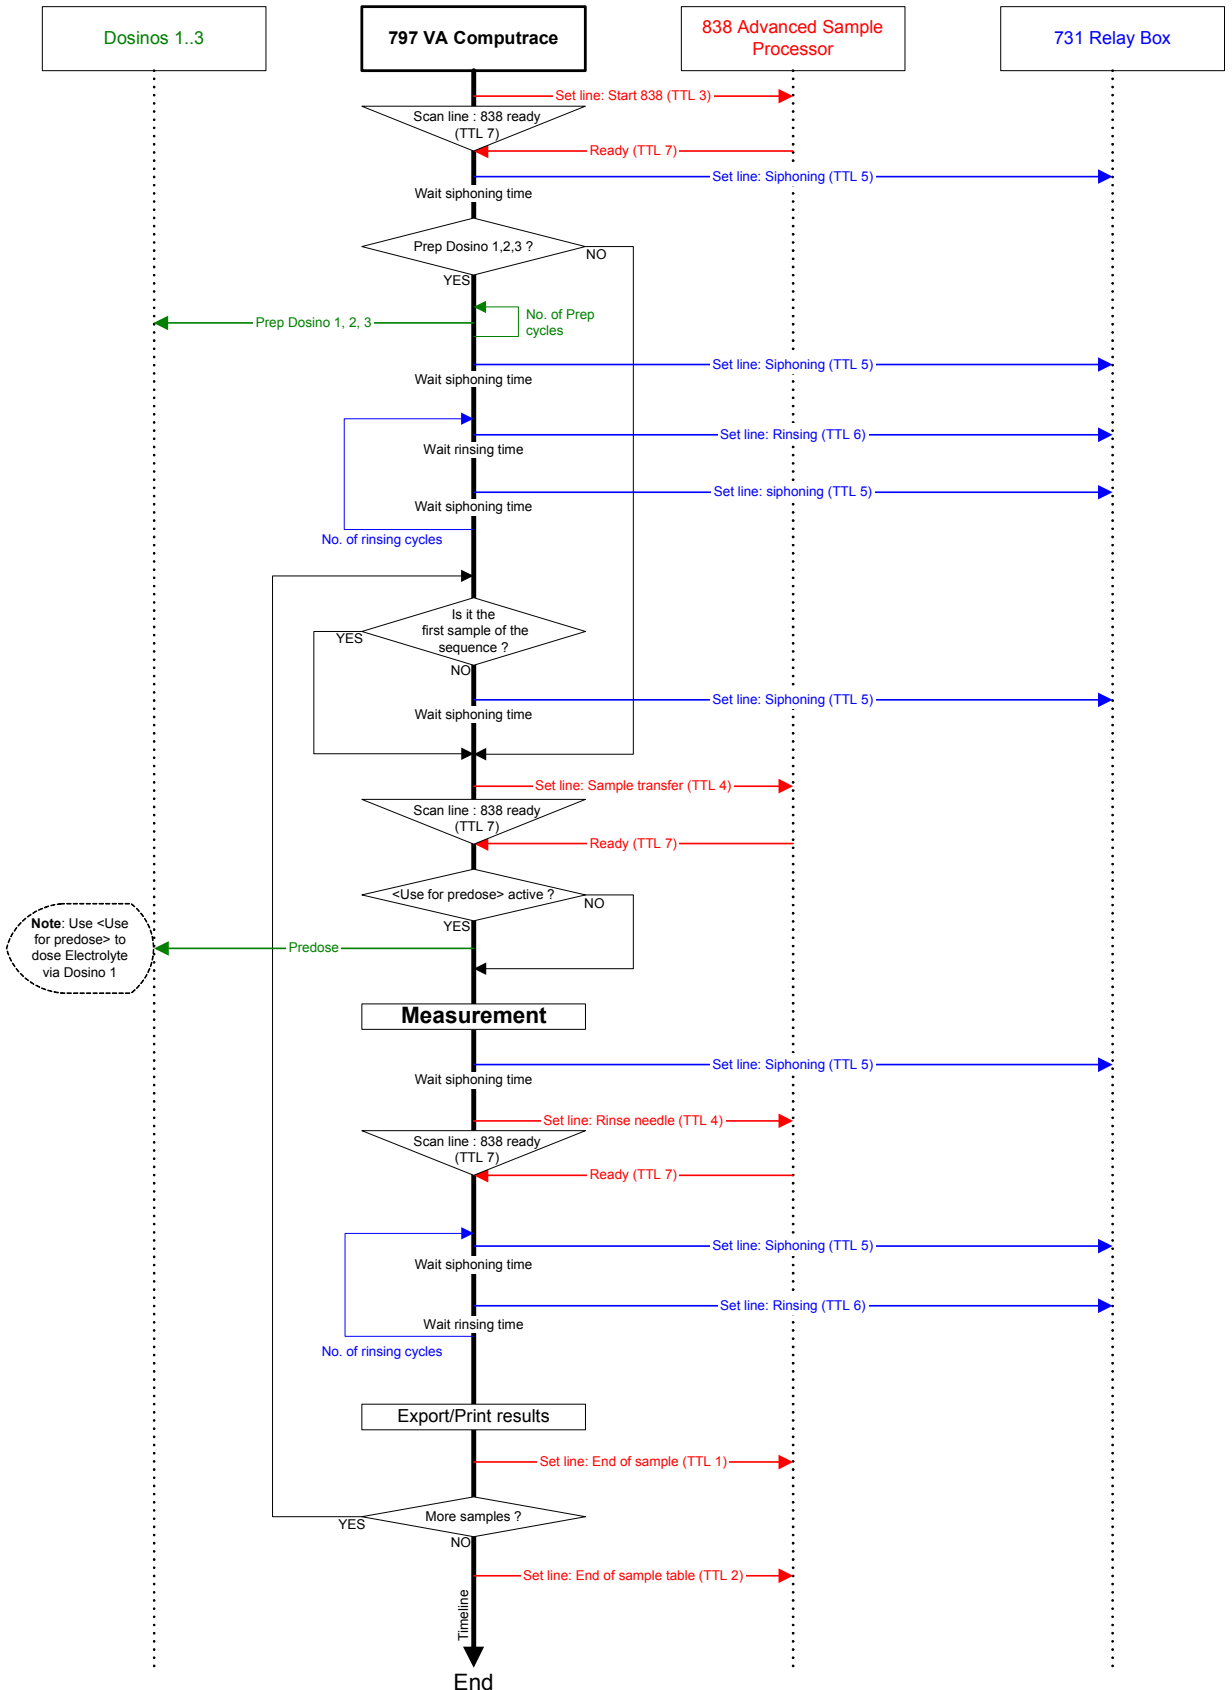 Dosinos 1..3
797 VA Computrace
838 Advanced Sample
Processor
731 Relay Box
Set line: Start 838 (TTL 3)
Scan line : 838 ready
(TTL 7)
Ready (TTL 7)
Set line: Siphoning (TTL 5)
Wait siphoning time
Prep Dosino 1,2,3 ?
NO
YES
No. of Prep
cycles
Prep Dosino 1, 2, 3
Set line: Siphoning (TTL 5)
Wait siphoning time
Set line: Rinsing (TTL 6)
Wait rinsing time
Set line: siphoning (TTL 5)
Wait siphoning time
No. of rinsing cycles
Is it the
first sample of the
sequence ?
YES
NO
Set line: Siphoning (TTL 5)
Wait siphoning time
Set line: Sample transfer (TTL 4)
Scan line : 838 ready
(TTL 7)
Ready (TTL 7)
<Use for predose> active ?
NO
YES
Note: Use <Use
for predose> to
dose Electrolyte
via Dosino 1
Predose
Measurement
Set line: Siphoning (TTL 5)
Wait siphoning time
Set line: Rinse needle (TTL 4)
Scan line : 838 ready
(TTL 7)
Ready (TTL 7)
Set line: Siphoning (TTL 5)
Wait siphoning time
Set line: Rinsing (TTL 6)
Wait rinsing time
No. of rinsing cycles
Export/Print results
Set line: End of sample (TTL 1)
More samples ?
YES
NO
Set line: End of sample table (TTL 2)
Timeline
End